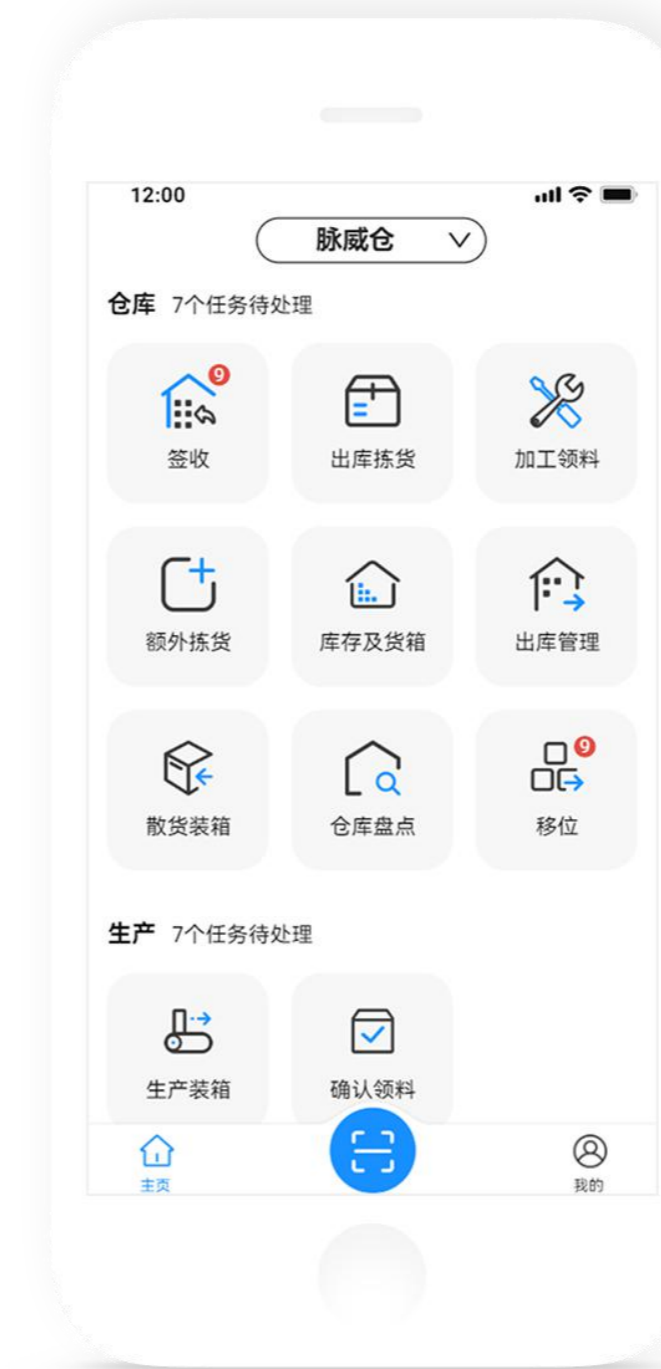 12:00
脉威仓
仓库 7个任务待处理
9
签收 出库拣货 加工领料
额外拣货 库存及货箱 出库管理
9
散货装箱 仓库盘点 移位
生产 7个任务待处理
生产装箱 确认领料
主页 我的